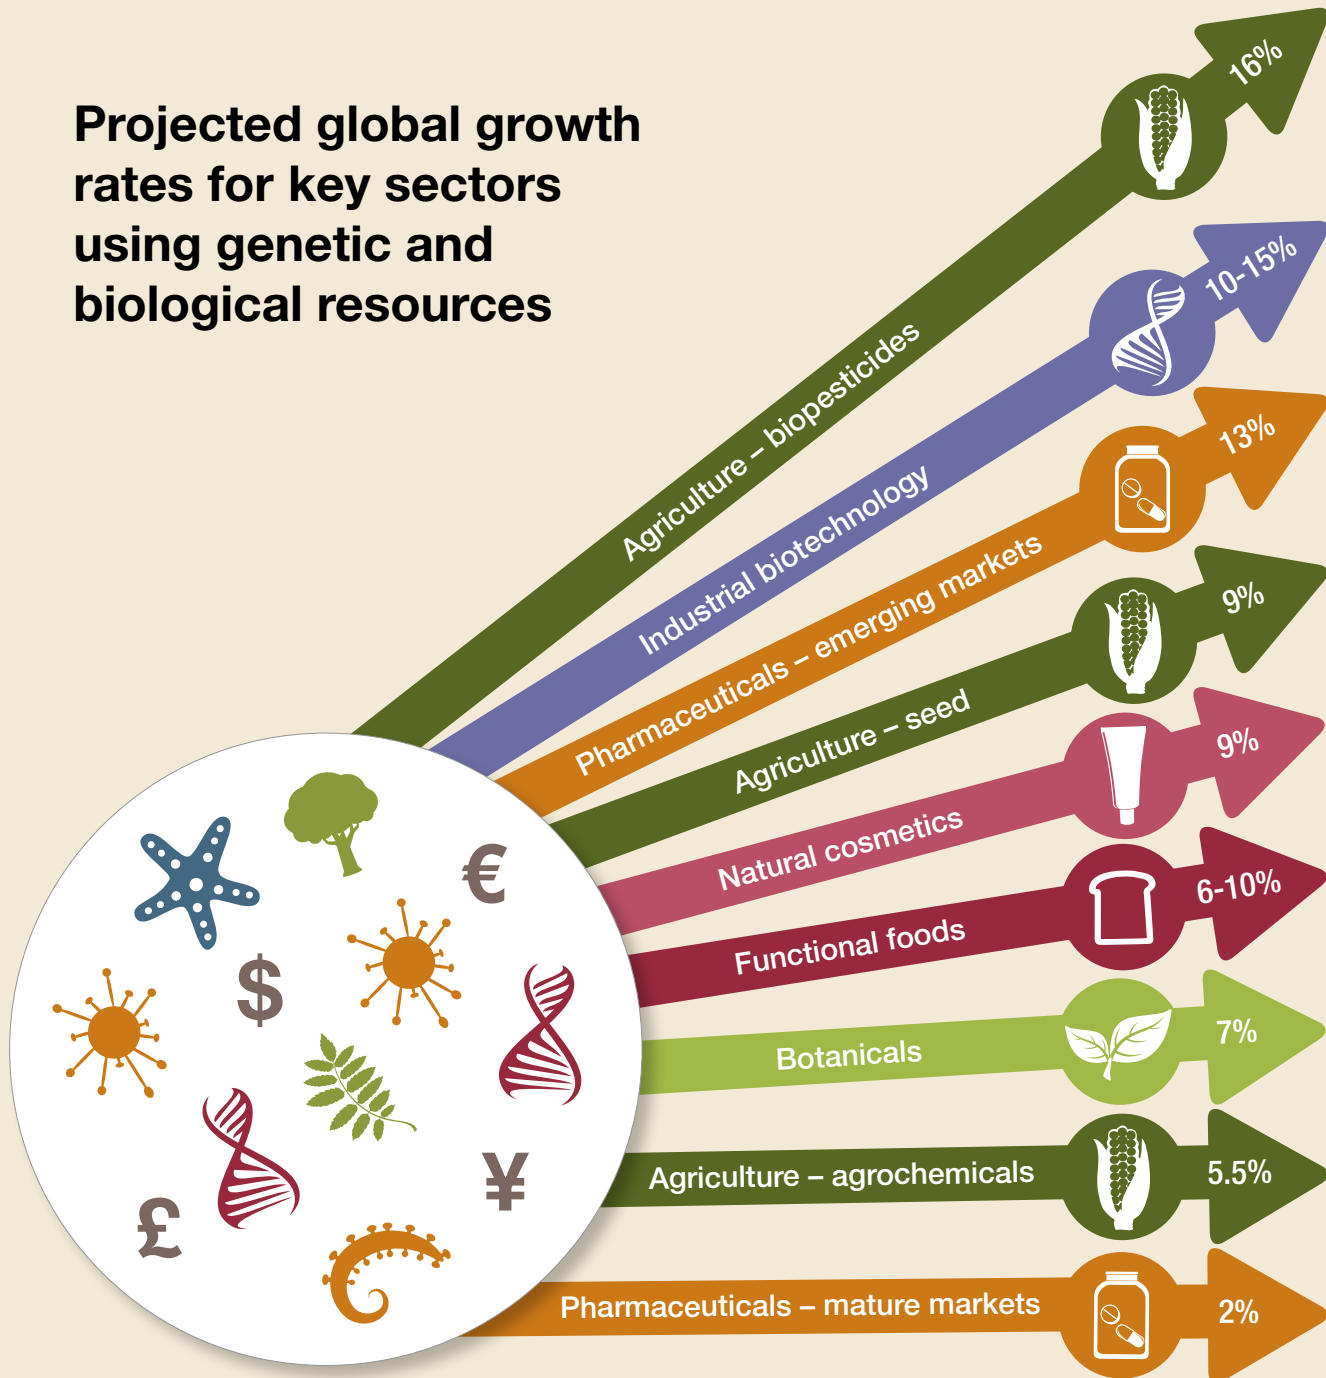 Projected global growth
rates for key sectors
using genetic and
biological resources
Agriculture – biopesticides
16%
Industrial biotechnology
10-15%
Pharmaceuticals – emerging markets
13%
Agriculture – seed
9%
Natural cosmetics
9%
Functional foods
6-10%
Botanicals
7%
Agriculture – agrochemicals
5.5%
Pharmaceuticals – mature markets
2%
€
$
¥
£